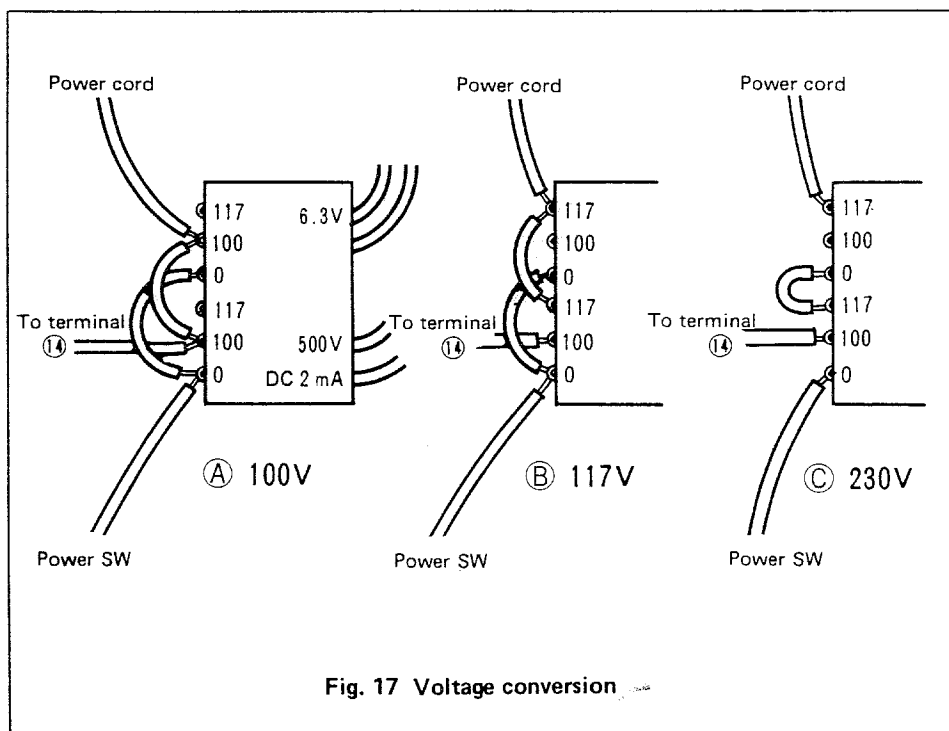 Power cord
117
100
0
117
100
0
6.3V
500V
DC 2 mA
To terminal
⑭
Power SW
Ⓐ 100V
Power cord
117
100
0
117
100
0
To terminal
⑭
Power SW
Ⓑ 117V
Power cord
117
100
0
117
100
0
To terminal
⑭
Power SW
Ⓒ 230V
Fig. 17 Voltage conversion